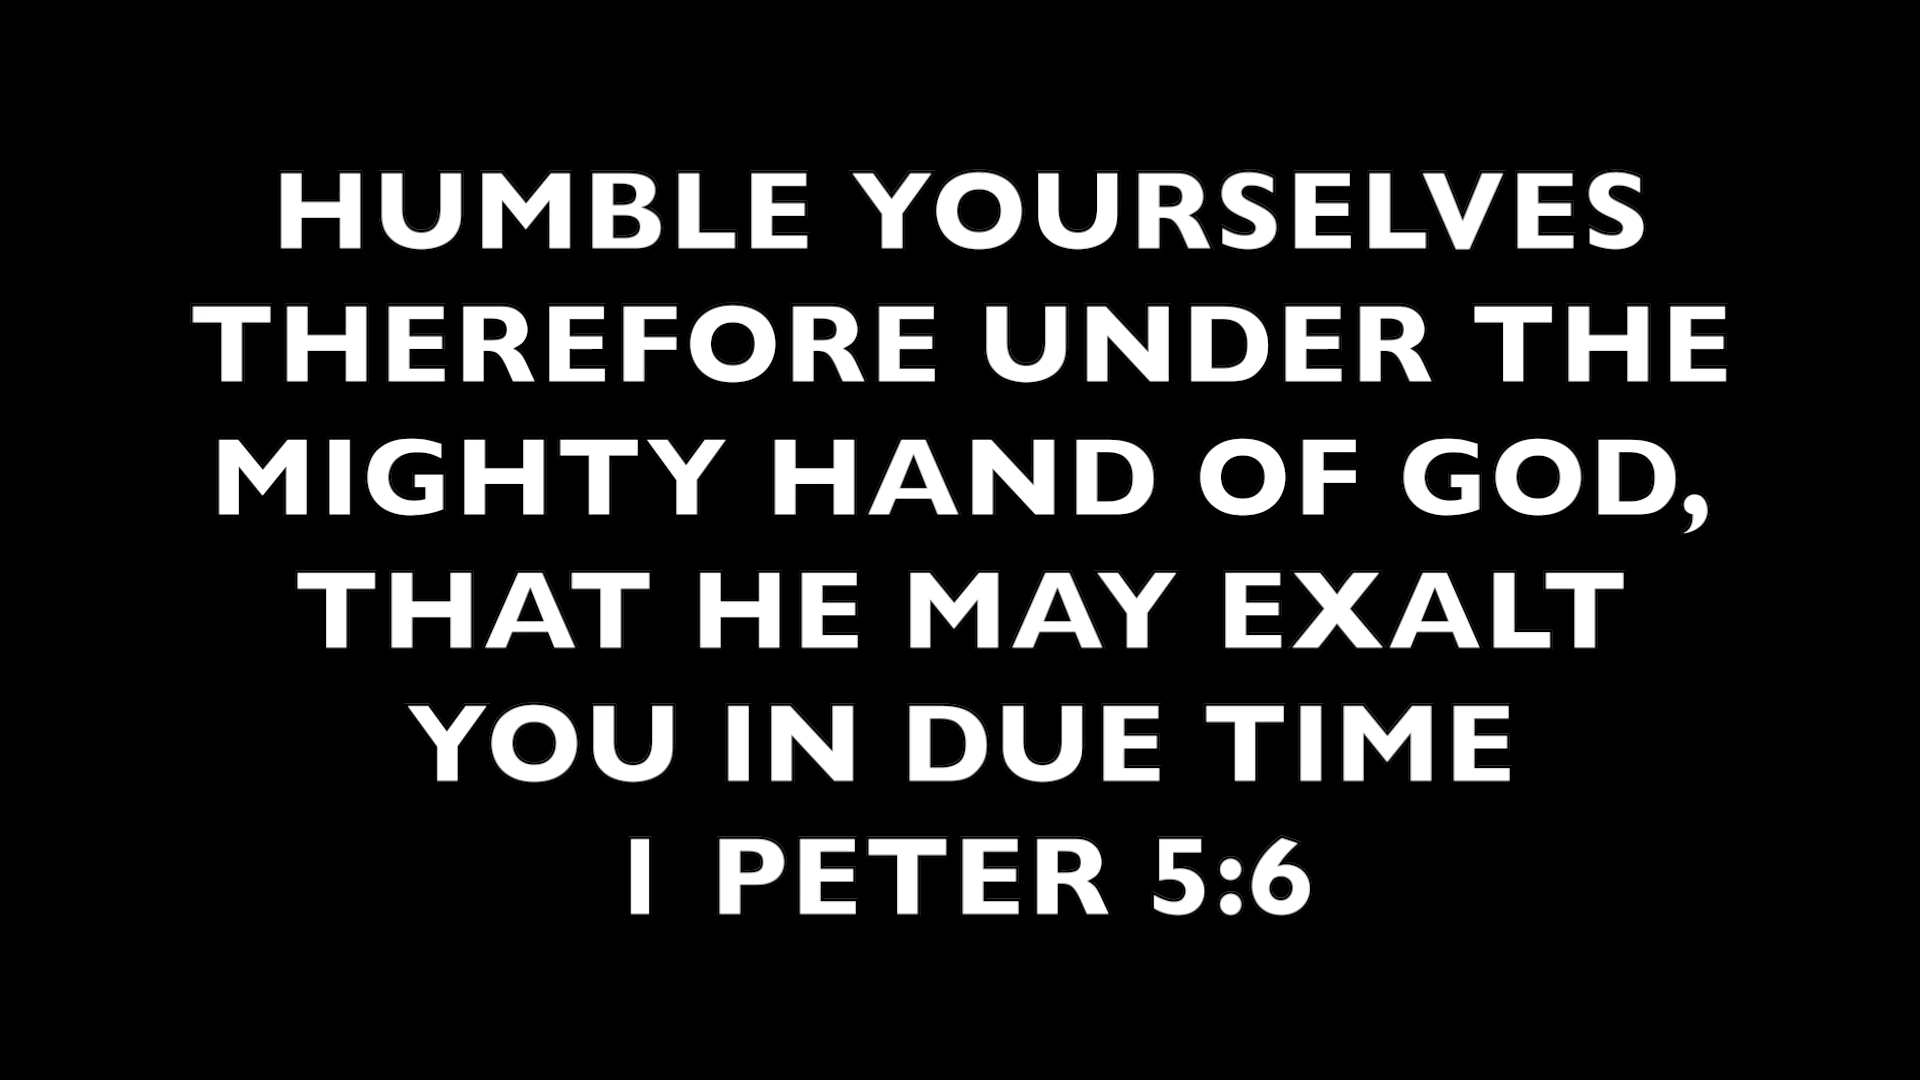 HUMBLE YOURSELVES
THEREFORE UNDER THE
MIGHTY HAND OF GOD,
THAT HE MAY EXALT
YOU IN DUE TIME
1 PETER 5:6